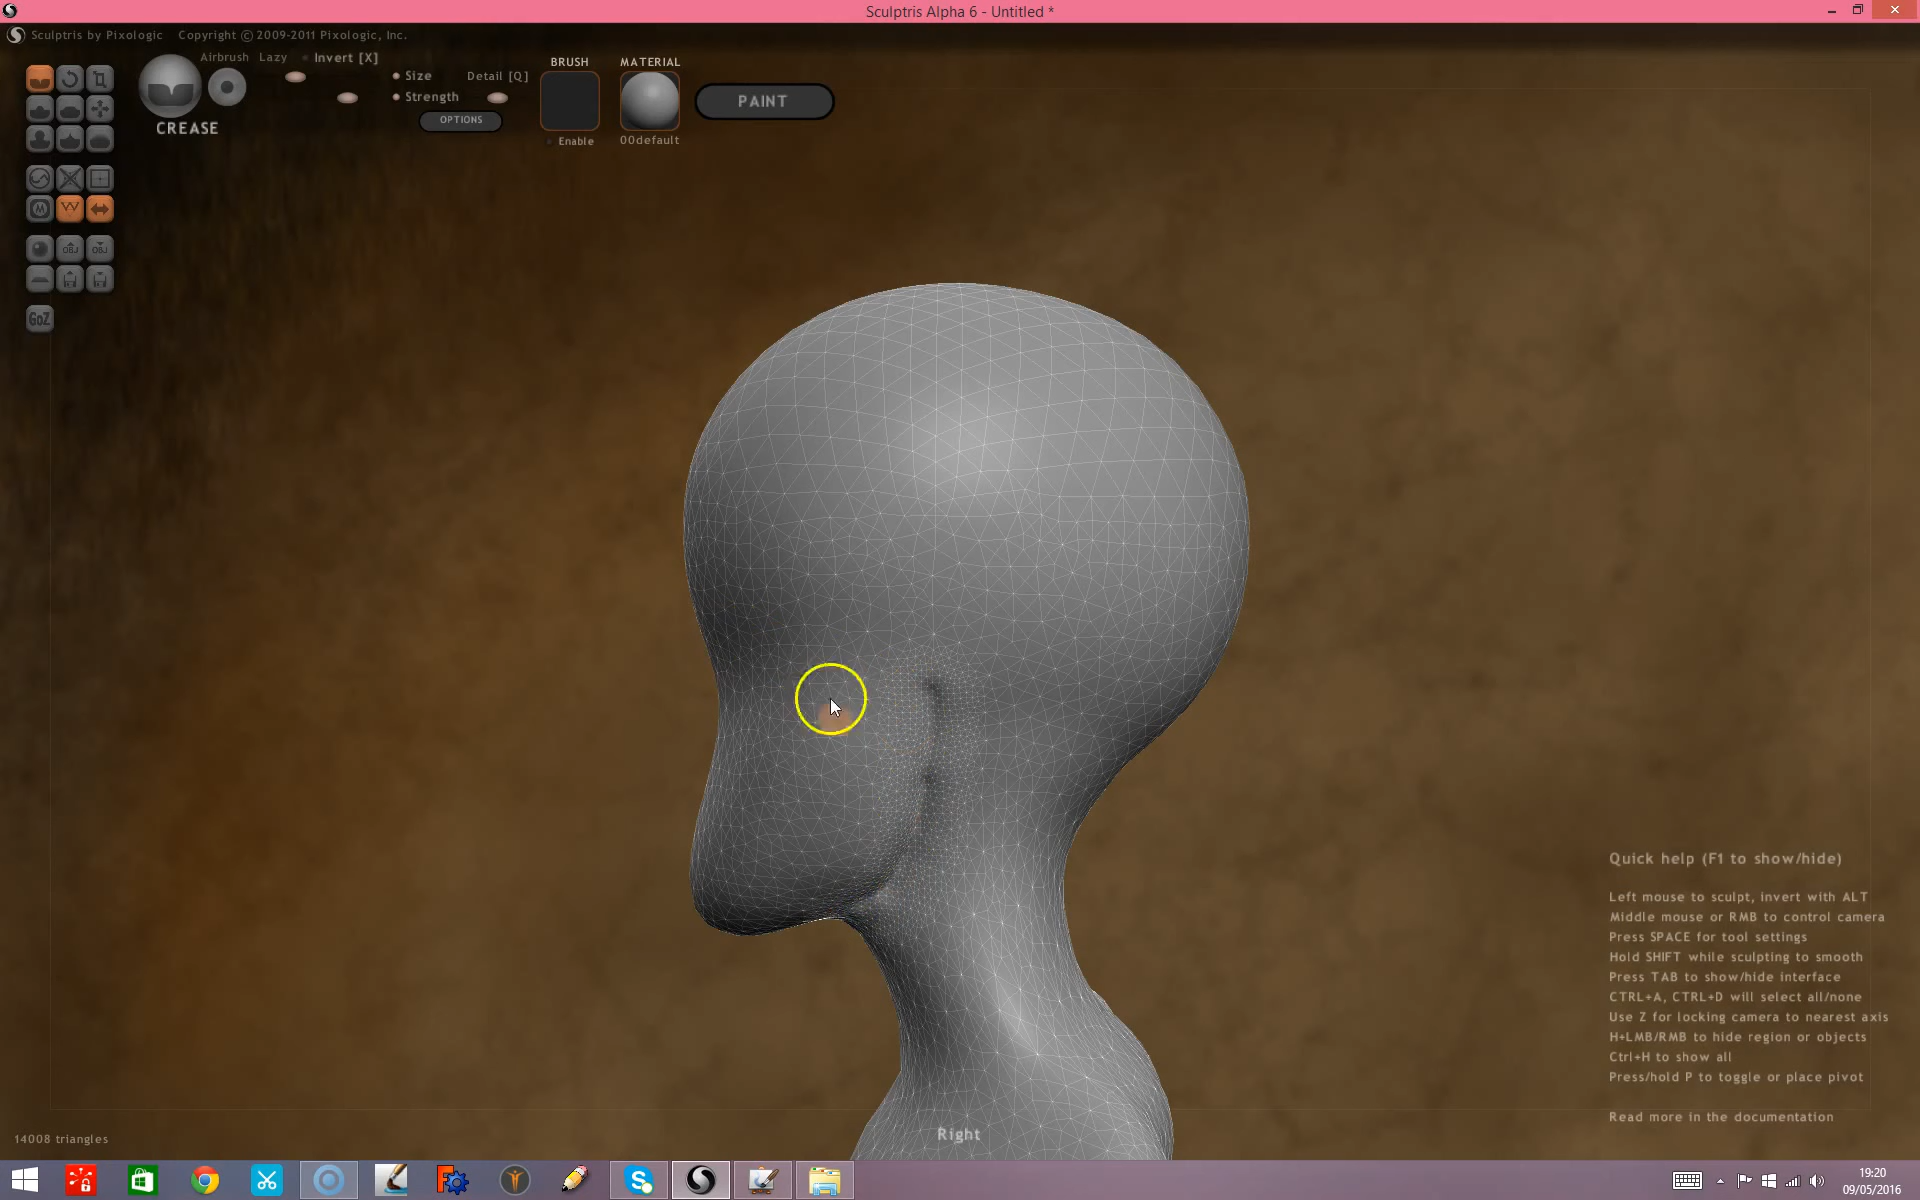 Sculptris Alpha 6 - Untitled *
Sculptris by Pixologic Copyright © 2009-2011 Pixologic, Inc.
Airbrush Lazy Invert [X]
Size Detail [Q]
Strength
OPTIONS
CREASE
BRUSH
Enable
MATERIAL
00default
PAINT
OBJ OBJ
GoZ
Quick help (F1 to show/hide)
Left mouse to sculpt, invert with ALT
Middle mouse or RMB to control camera
Press SPACE for tool settings
Hold SHIFT while sculpting to smooth
Press TAB to show/hide interface
CTRL+A, CTRL+D will select all/none
Use Z for locking camera to nearest axis
H+LMB/RMB to hide region or objects
Ctrl+H to show all
Press/hold P to toggle or place pivot
Read more in the documentation
14008 triangles
Right
19:20
09/05/2016